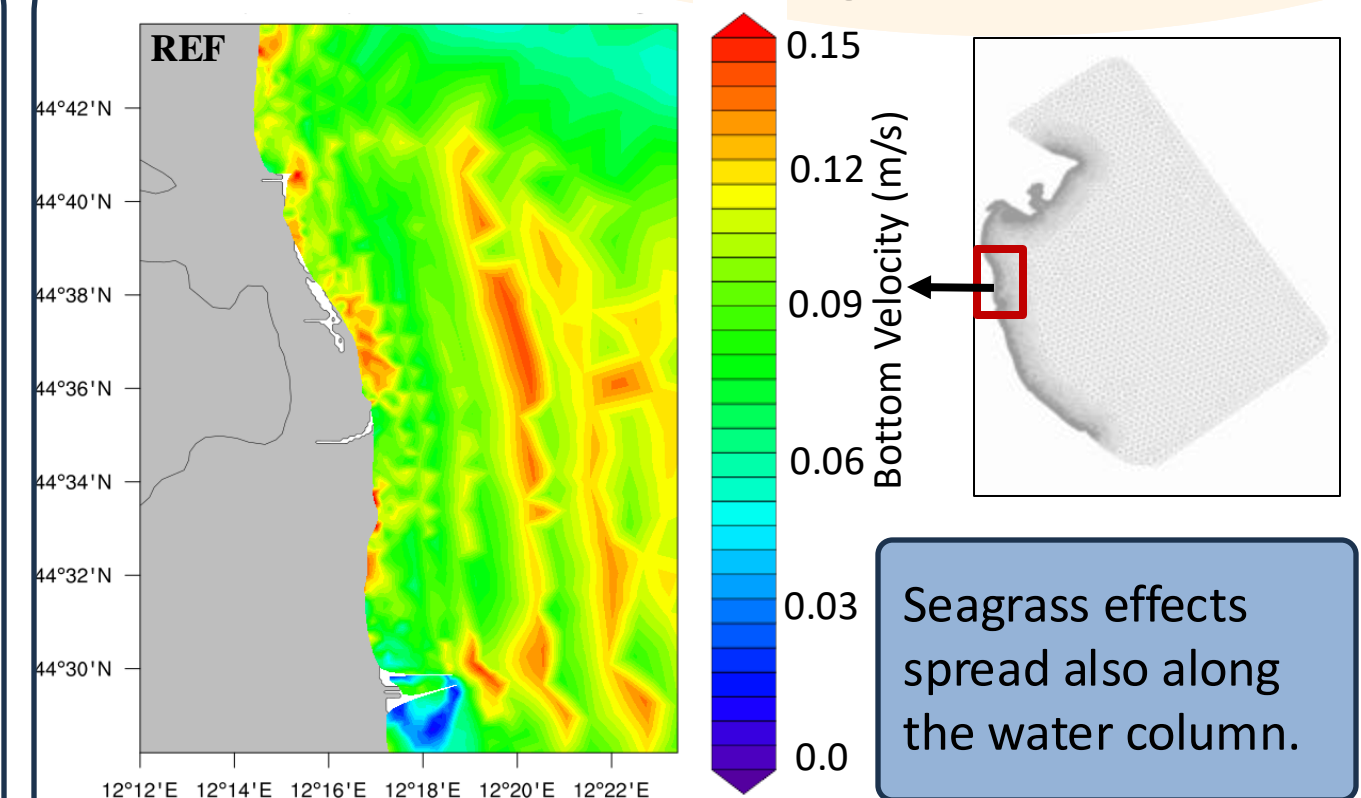 REF
44°42'N
44°40'N
44°38'N
44°36'N
44°34'N
44°32'N
44°30'N
12°12'E 12°14'E 12°16'E 12°18'E 12°20'E 12°22'E
0.15
0.12
0.09
0.06
0.03
0.0
Bottom Velocity (m/s)
Seagrass effects
spread also along
the water column.